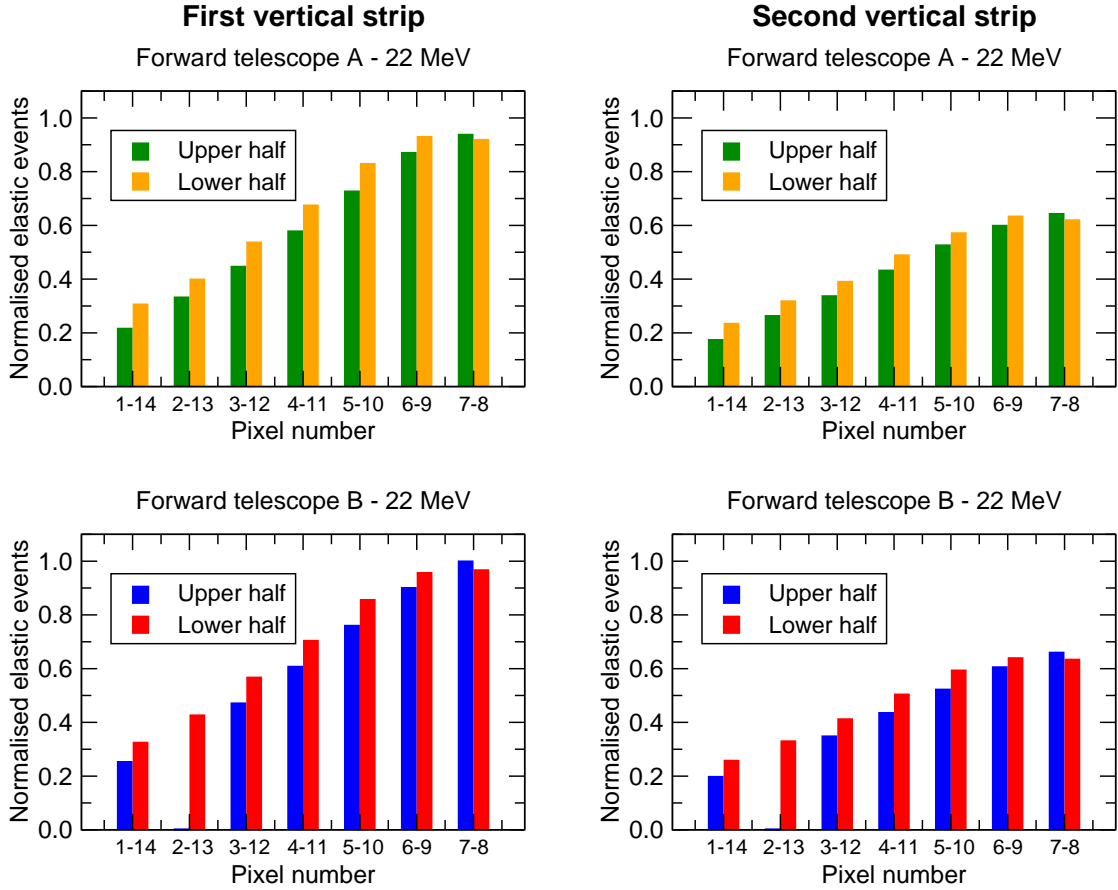 First vertical strip
Forward telescope A - 22 MeV
Normalised elastic events
1.0
0.8
0.6
0.4
0.2
0.0
Upper half
Lower half
1-14 2-13 3-12 4-11 5-10 6-9 7-8
Pixel number
Second vertical strip
Forward telescope A - 22 MeV
Normalised elastic events
1.0
0.8
0.6
0.4
0.2
0.0
Upper half
Lower half
1-14 2-13 3-12 4-11 5-10 6-9 7-8
Pixel number
Forward telescope B - 22 MeV
Normalised elastic events
1.0
0.8
0.6
0.4
0.2
0.0
Upper half
Lower half
1-14 2-13 3-12 4-11 5-10 6-9 7-8
Pixel number
Forward telescope B - 22 MeV
Normalised elastic events
1.0
0.8
0.6
0.4
0.2
0.0
Upper half
Lower half
1-14 2-13 3-12 4-11 5-10 6-9 7-8
Pixel number